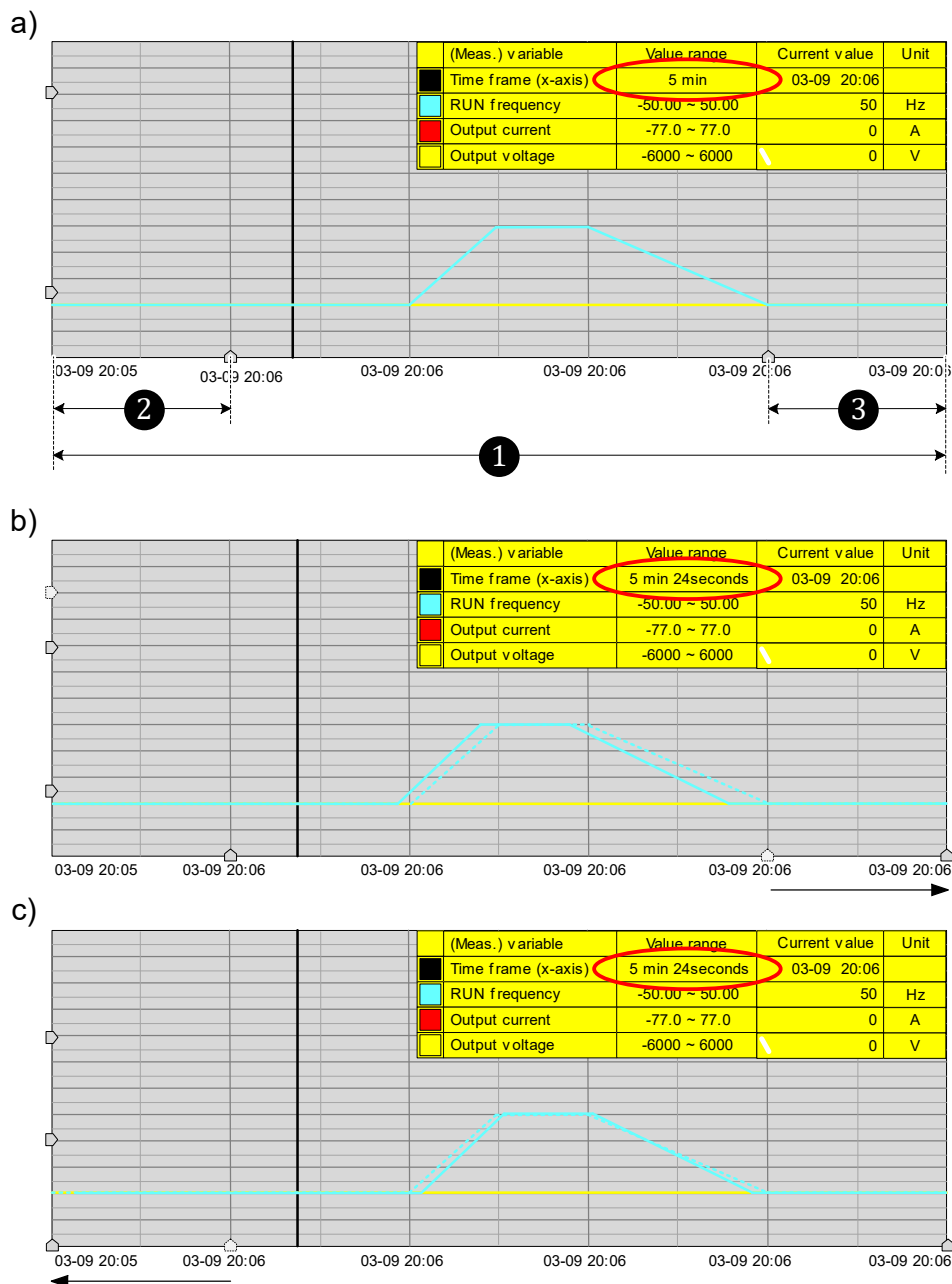 a)
(Meas.) variable Value range Current value Unit
Time frame (x-axis) 5 min 03-09 20:06
RUN frequency -50.00 ~ 50.00 50 Hz
Output current -77.0 ~ 77.0 0 A
Output voltage -6000 ~ 6000 0 V
03-09 20:05 03-09 20:06 03-09 20:06 03-09 20:06 03-09 20:06 03-09 20:0
2 3
1
b)
(Meas.) variable Value range Current value Unit
Time frame (x-axis) 5 min 24seconds 03-09 20:06
RUN frequency -50.00 ~ 50.00 50 Hz
Output current -77.0 ~ 77.0 0 A
Output voltage -6000 ~ 6000 0 V
03-09 20:05 03-09 20:06 03-09 20:06 03-09 20:06 03-09 20:06 03-09 20:06
c)
(Meas.) variable Value range Current value Unit
Time frame (x-axis) 5 min 24seconds 03-09 20:06
RUN frequency -50.00 ~ 50.00 50 Hz
Output current -77.0 ~ 77.0 0 A
Output voltage -6000 ~ 6000 0 V
03-09 20:05 03-09 20:06 03-09 20:06 03-09 20:06 03-09 20:06 03-09 20:06